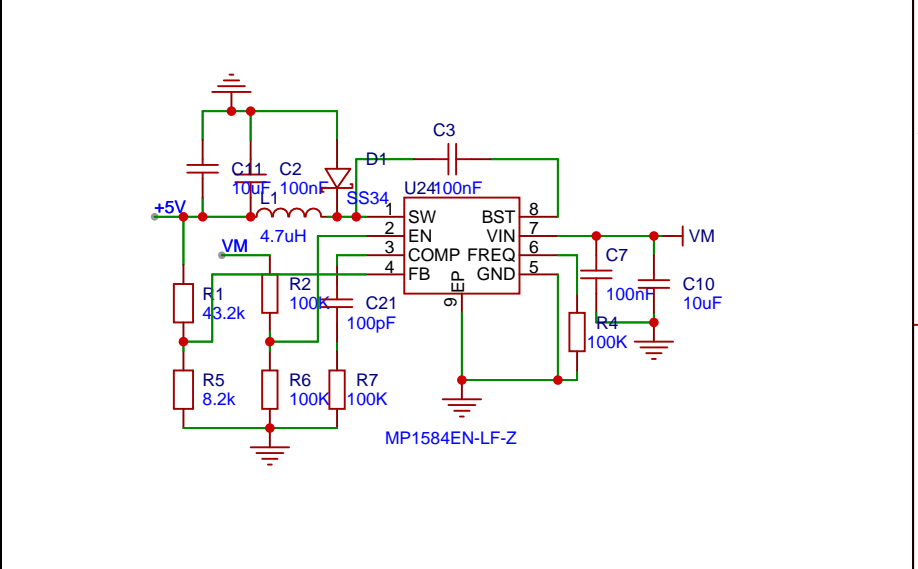 C3
D1
C11 C2
U24 100nF
10uF 100nF
SS34
L1
+5V
1 SW BST 8
4.7uH
2 EN VIN 7
VM
VM
3 COMP FREQ 6
C7
4 FB GND 5
EP
9
R1
43.2k
R2
100K
C21
100pF
100nF
C10
10uF
R4
100K
R5
8.2k
R6
100K
R7
100K
MP1584EN-LF-Z